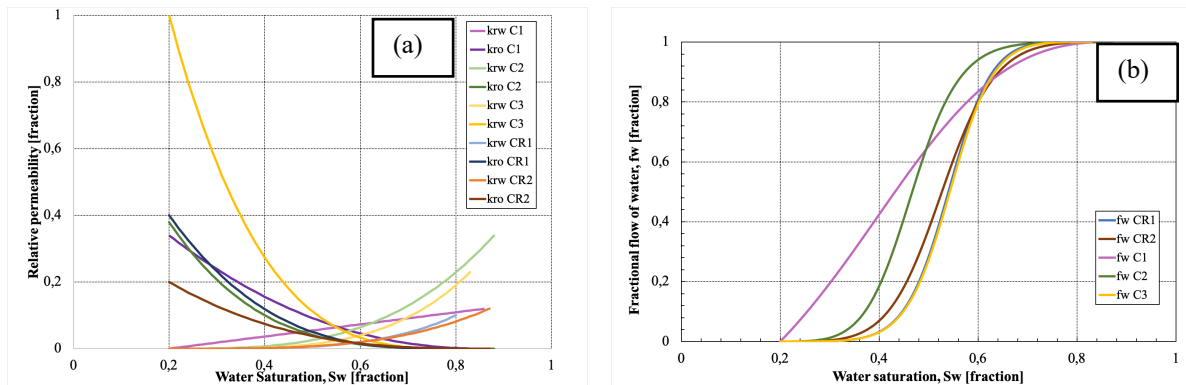 (a)
Relative permeability [fraction]
1
0,8
0,6
0,4
0,2
0
0
0,2
0,4
0,6
0,8
1
Water Saturation, Sw [fraction]
krw C1
kro C1
krw C2
kro C2
krw C3
kro C3
krw CR1
kro CR1
krw CR2
kro CR2
(b)
Fractional flow of water, fw [fraction]
1
0,8
0,6
0,4
0,2
0
0
0,2
0,4
0,6
0,8
1
Water saturation, Sw [fraction]
fw CR1
fw CR2
fw C1
fw C2
fw C3